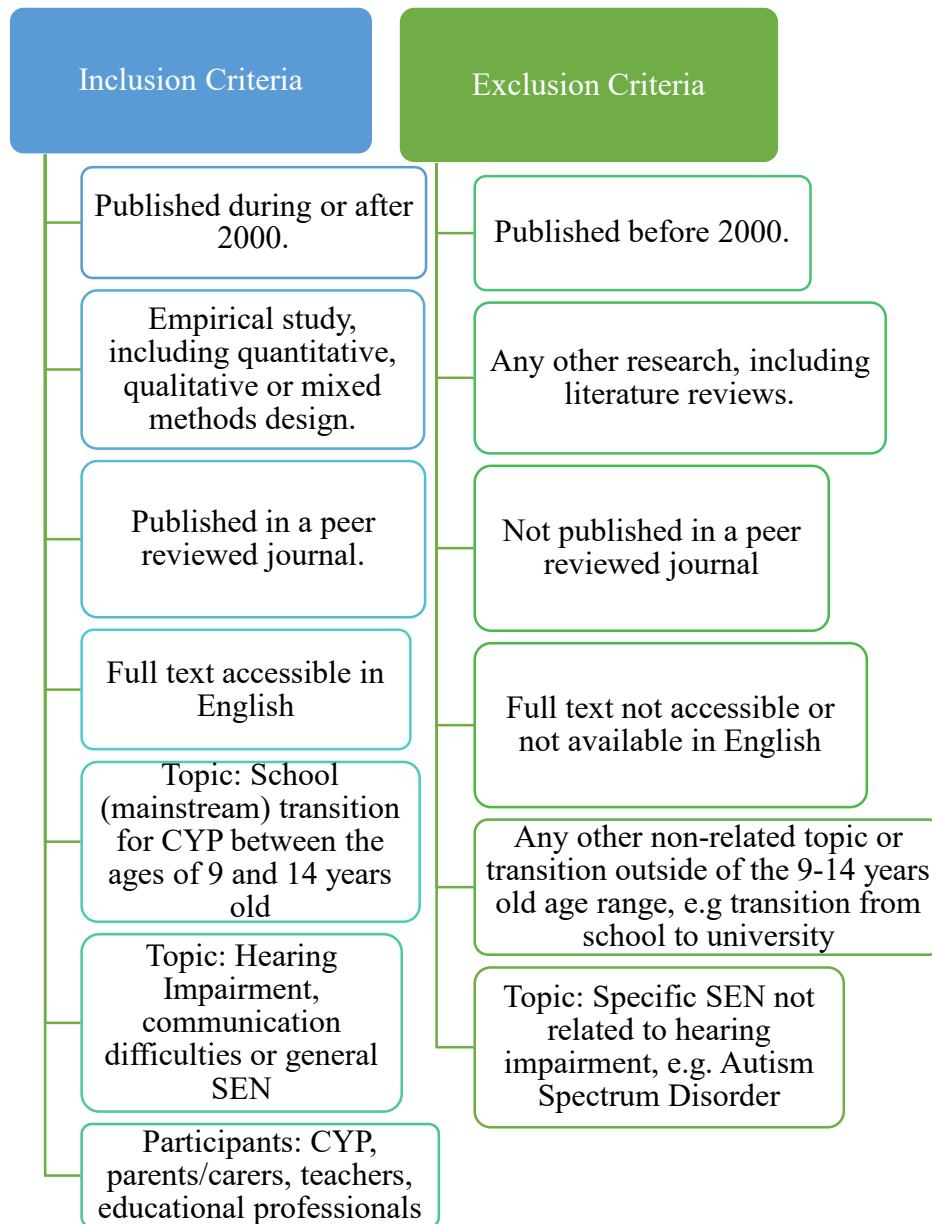 Inclusion Criteria
Published during or after
2000.
Empirical study,
including quantitative,
qualitative or mixed
methods design.
Published in a peer
reviewed journal.
Full text accessible in
English
Topic: School
(mainstream) transition
for CYP between the
ages of 9 and 14 years
old
Topic: Hearing
Impairment,
communication
difficulties or general
SEN
Participants: CYP,
parents/carers, teachers,
educational professionals
Exclusion Criteria
Published before 2000.
Any other research, including
literature reviews.
Not published in a peer
reviewed journal
Full text not accessible or
not available in English
Any other non-related topic or
transition outside of the 9-14 years
old age range, e.g transition from
school to university
Topic: Specific SEN not
related to hearing
impairment, e.g. Autism
Spectrum Disorder